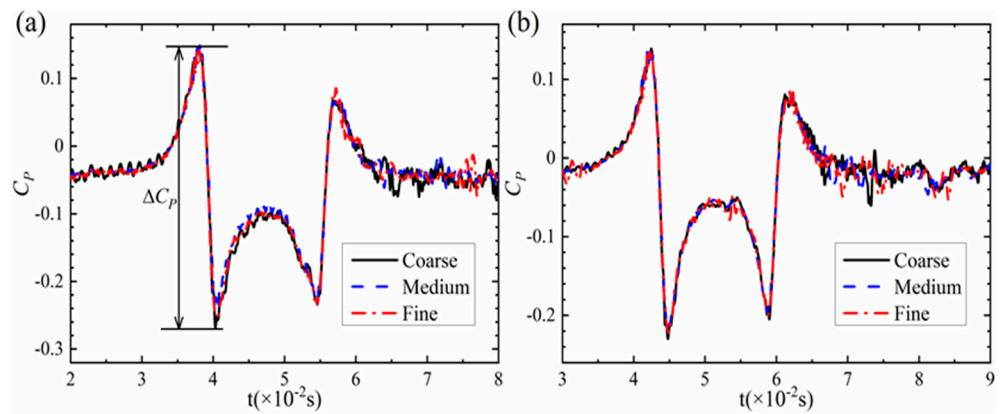 (a)
0.1
0
-0.1
-0.2
-0.3
C_P
ΔC_P
Coarse
Medium
Fine
2 3 4 5 6 7 8
t(×10⁻²s)
(b)
0.1
0
-0.1
-0.2
C_P
Coarse
Medium
Fine
3 4 5 6 7 8 9
t(×10⁻²s)